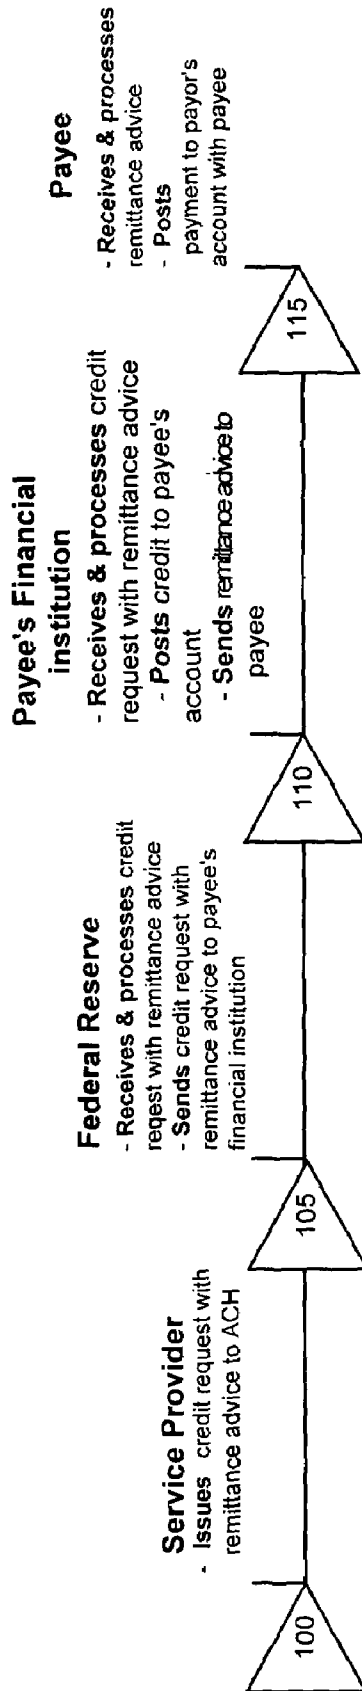 Service Provider
- Issues credit request with
remittance advice to ACH
Federal Reserve
- Receives & processes credit
reqest with remittance advice
- Sends credit request with
remittance advice to payee's
financial institution
Payee's Financial
institution
- Receives & processes credit
request with remittance advice
- Posts credit to payee's
account
- Sends remittance advice to
payee
Payee
- Receives & processes
remittance advice
- Posts
payment to payor's
account with payee
100
105
110
115